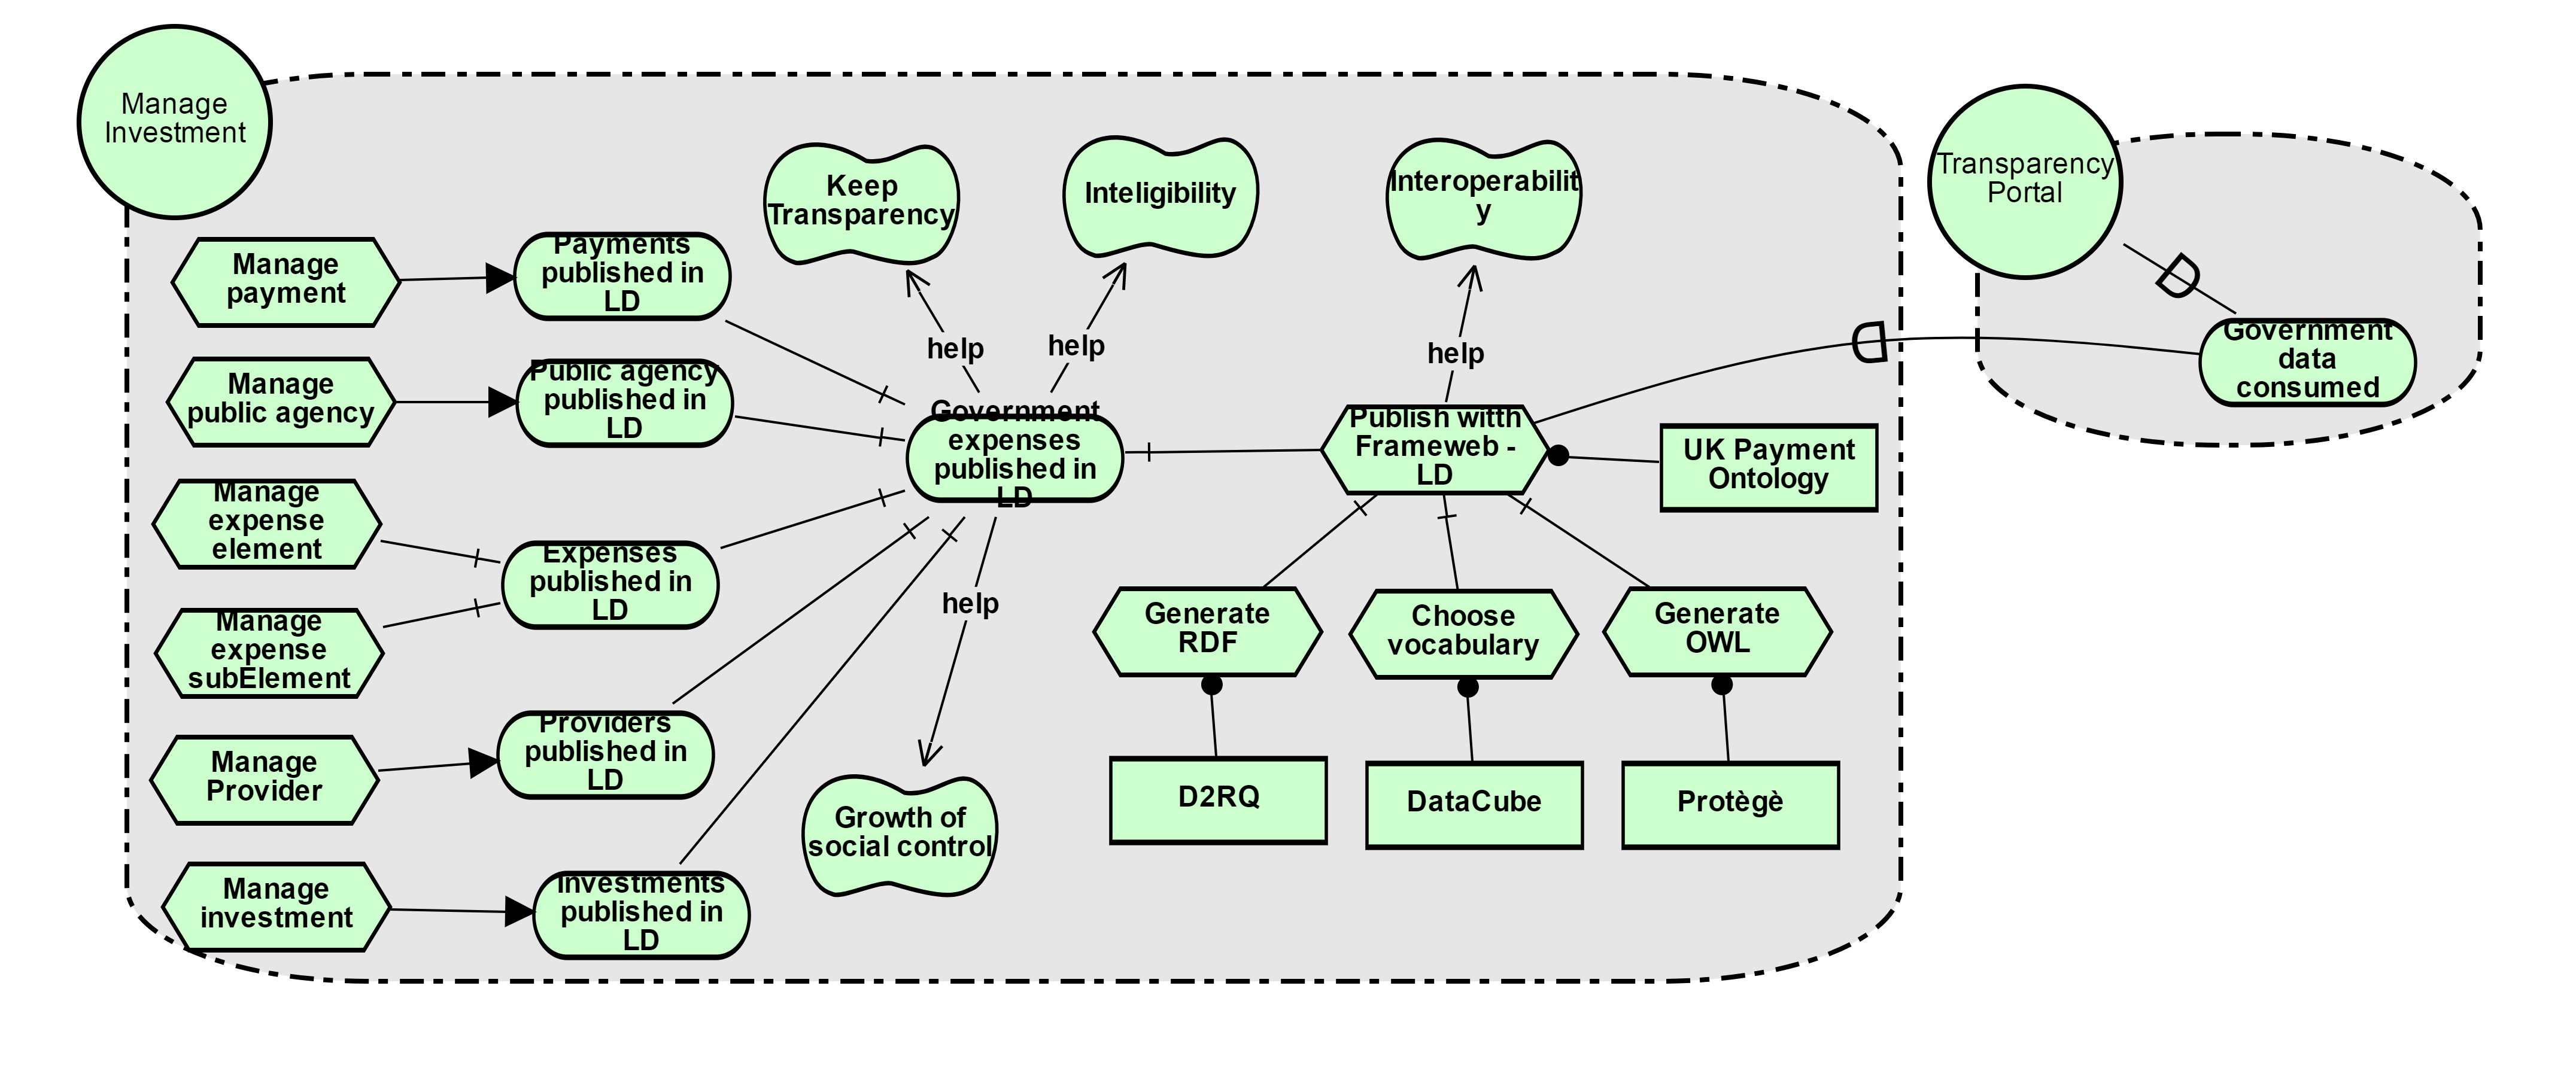 Manage
Investment
Transparency
Portal
Keep
Transparency
Inteligibility
Interoperabilit
y
Manage
payment
Payments
published in
LD
Manage
public agency
Public agency
published in
LD
help
help
help
Government
data
consumed
Government
expenses
published in
LD
Publish witth
Frameweb -
LD
UK Payment
Ontology
Manage
expense
element
Expenses
published in
LD
Manage
expense
subElement
help
Generate
RDF
Choose
vocabulary
Generate
OWL
Manage
Provider
Providers
published in
LD
Growth of
social control
D2RQ
DataCube
Protègè
Manage
investment
Investments
published in
LD